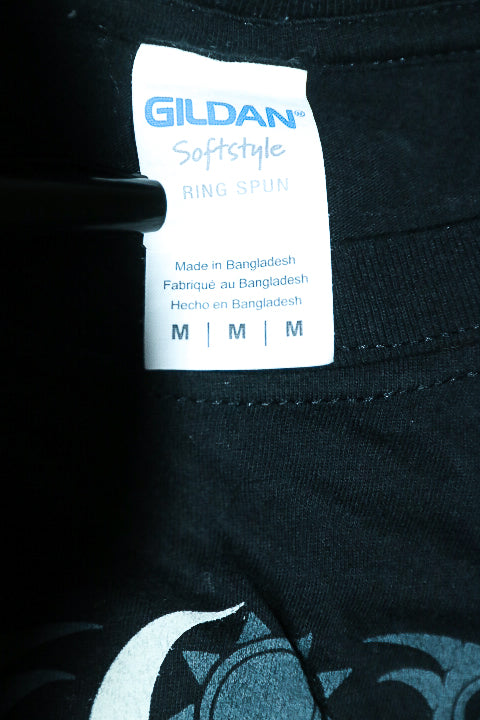 GILDAN®
Softstyle
RING SPUN
Made in Bangladesh
Fabriqué au Bangladesh
Hecho en Bangladesh
M | M | M